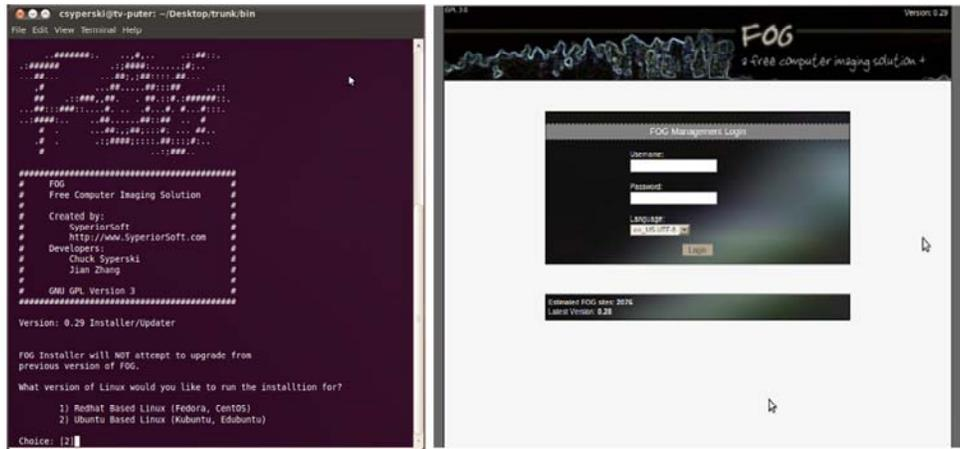 csyperski@tv-puter: ~/Desktop/trunk/bin
File Edit View Terminal Help
FOG
Free Computer Imaging Solution
Created by:
SyperiorSoft
http://www.SyperiorSoft.com
Developers:
Chuck Syperski
Jian Zhang
GNU GPL Version 3
Version: 0.29 Installer/Updater
FOG Installer will NOT attempt to upgrade from
previous version of FOG.
What version of Linux would you like to run the installtion for?
1) Redhat Based Linux (Fedora, CentOS)
2) Ubuntu Based Linux (Kubuntu, Edubuntu)
Choice: [2]
Version: 0.29
FOG
a free computer imaging solution +
FOG Management Login
Username:
Password:
Language:
en_US.UTF-8
Login
Estimated FOG sites: 2076
Latest Version: 0.28